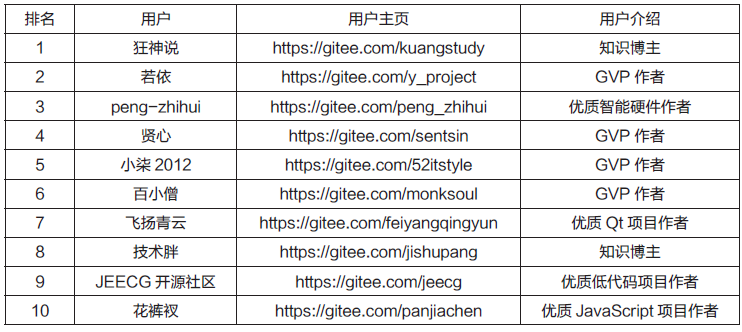 排名 用户 用户主页 用户介绍
1 狂神说 https://gitee.com/kuangstudy 知识博主
2 若依 https://gitee.com/y_project GVP 作者
3 peng-zhihui https://gitee.com/peng_zhihui 优质智能硬件作者
4 贤心 https://gitee.com/sentsin GVP 作者
5 小柒 2012 https://gitee.com/52itstyle GVP 作者
6 百小僧 https://gitee.com/monksoul GVP 作者
7 飞扬青云 https://gitee.com/feiyangqingyun 优质 Qt 项目作者
8 技术胖 https://gitee.com/jishupang 知识博主
9 JEECG 开源社区 https://gitee.com/jeecg 优质低代码项目作者
10 花裤衩 https://gitee.com/panjiachen 优质 JavaScript 项目作者